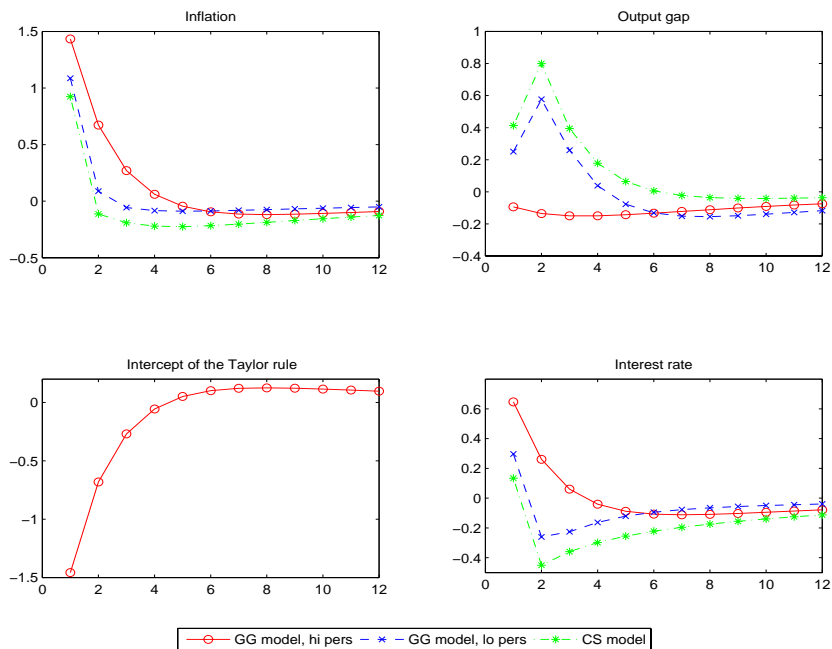 Inflation
1.5
1
0.5
0
−0.5
0 2 4 6 8 10 12
Output gap
1
0.8
0.6
0.4
0.2
0
−0.2
−0.4
0 2 4 6 8 10 12
Intercept of the Taylor rule
0
−0.5
−1
−1.5
0 2 4 6 8 10 12
Interest rate
0.6
0.4
0.2
0
−0.2
−0.4
0 2 4 6 8 10 12
GG model, hi pers GG model, lo pers CS model